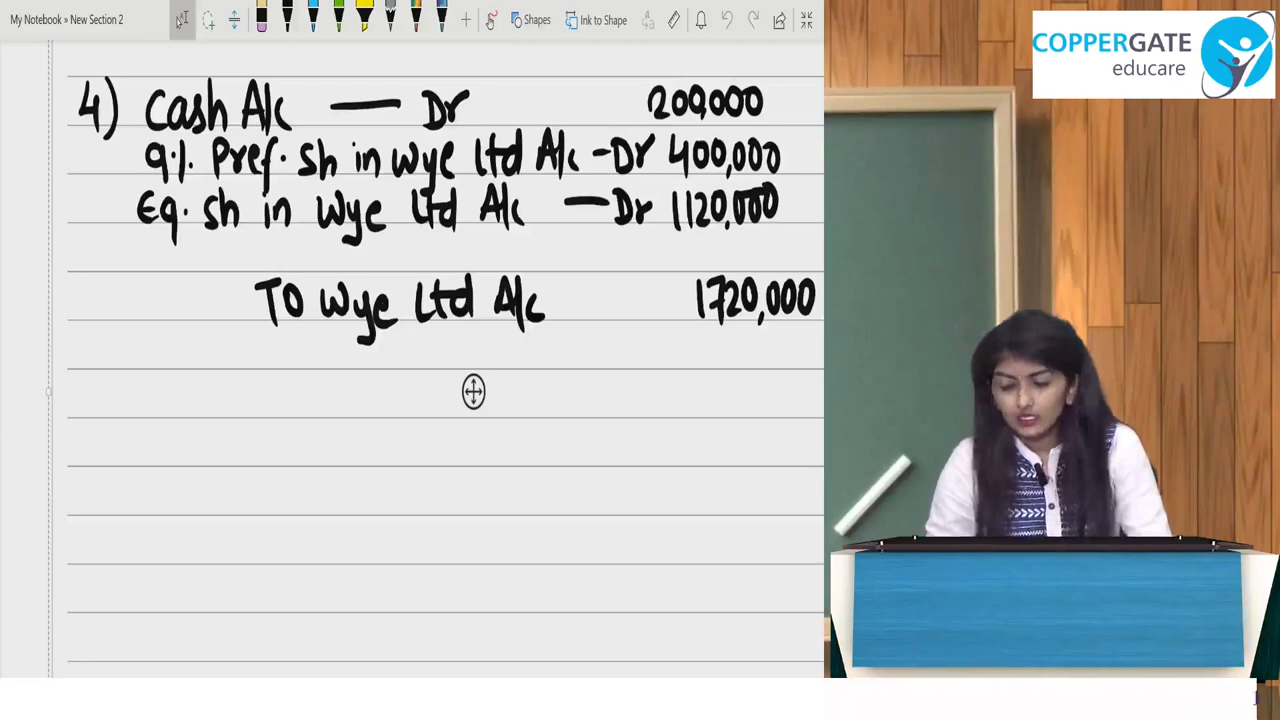 My Notebook » New Section 2
Shapes
Ink to Shape
COPPERGATE
educare
4) Cash A/c — Dr 200,000
9%. Pref. sh in Wye Ltd A/c - Dr 400,000
Eq. sh in Wye Ltd A/c — Dr 1120,000
TO Wye Ltd A/c 1720,000